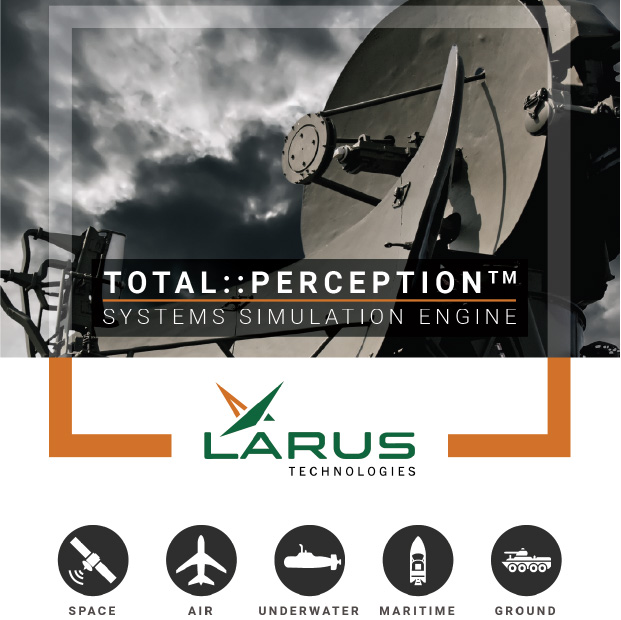 TOTAL::PERCEPTION™
SYSTEMS SIMULATION ENGINE
LARUS
TECHNOLOGIES
SPACE AIR UNDERWATER MARITIME GROUND